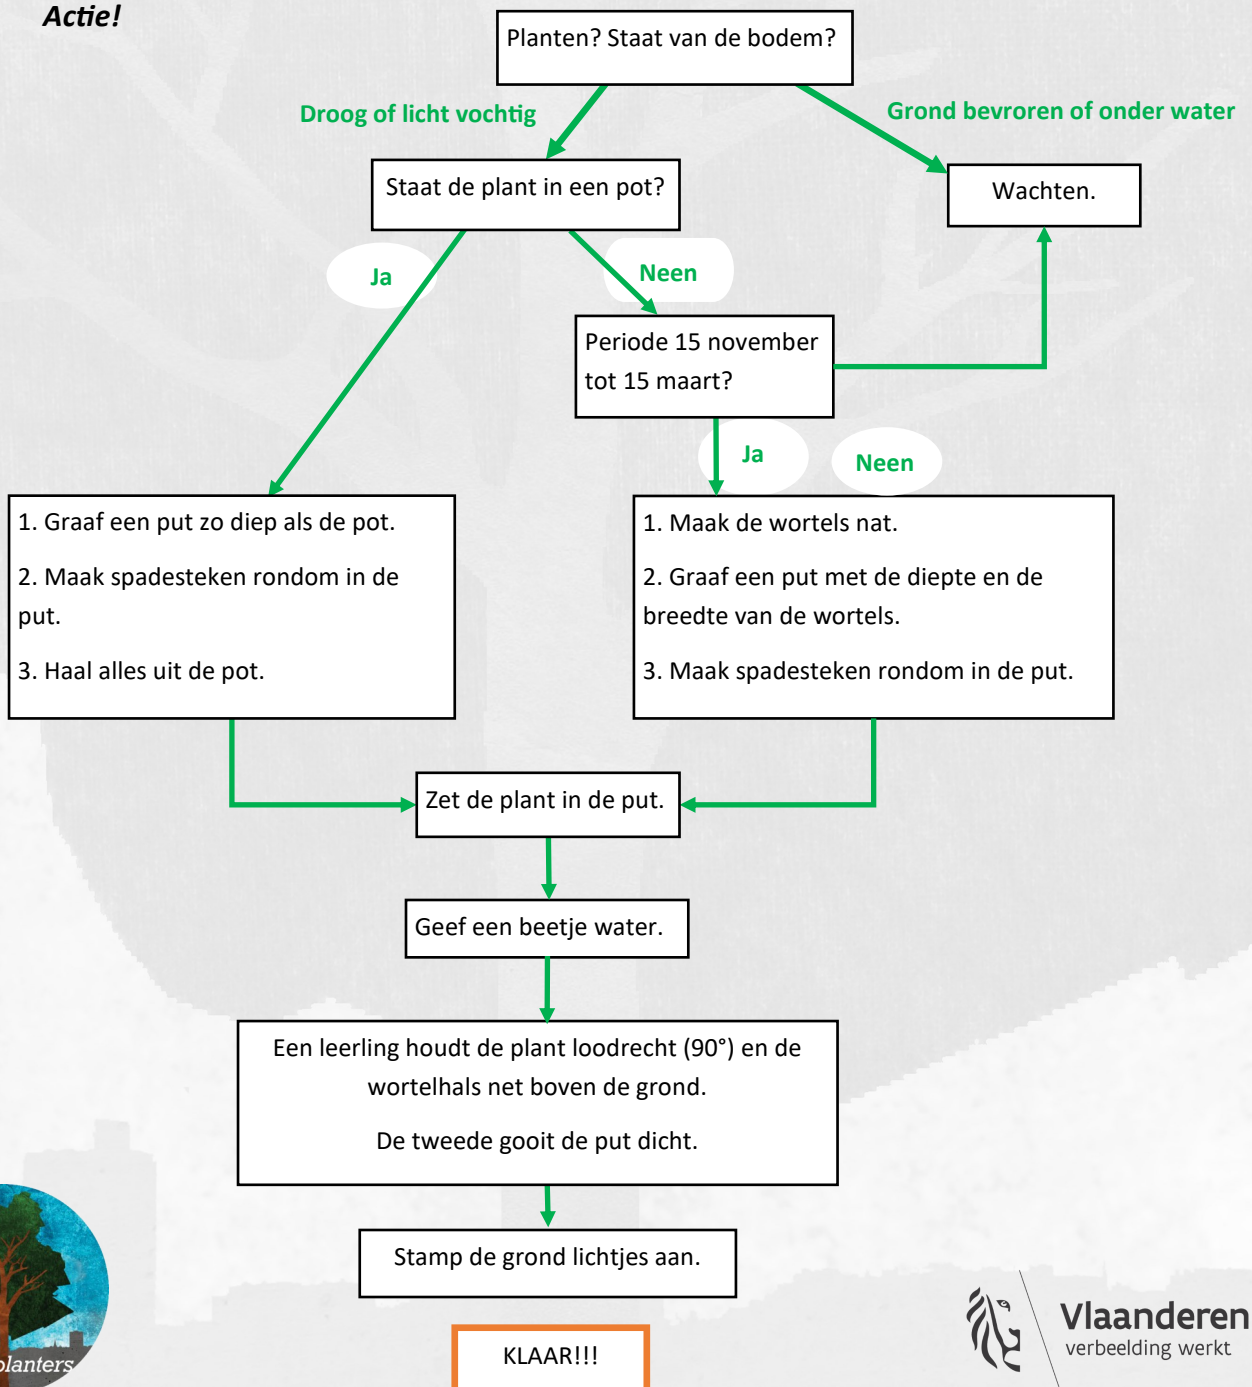 Actie!
Planten? Staat van de bodem?
Droog of licht vochtig
Grond bevroren of onder water
Staat de plant in een pot?
Wachten.
Ja
Neen
Periode 15 november
tot 15 maart?
Ja
Neen
1. Graaf een put zo diep als de pot.
2. Maak spadesteken rondom in de
put.
3. Haal alles uit de pot.
1. Maak de wortels nat.
2. Graaf een put met de diepte en de
breedte van de wortels.
3. Maak spadesteken rondom in de put.
Zet de plant in de put.
Geef een beetje water.
Een leerling houdt de plant loodrecht (90°) en de
wortelhals net boven de grond.
De tweede gooit de put dicht.
Stamp de grond lichtjes aan.
KLAAR!!!
planters
Vlaanderen
verbeelding werkt